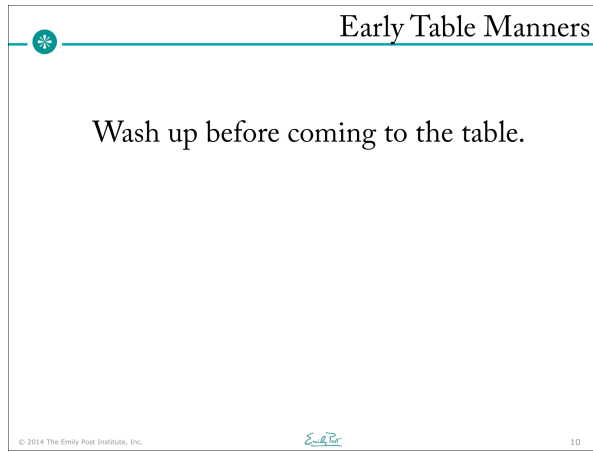 Early Table Manners
Wash up before coming to the table.
© 2014 The Emily Post Institute, Inc.
Emily Post
10